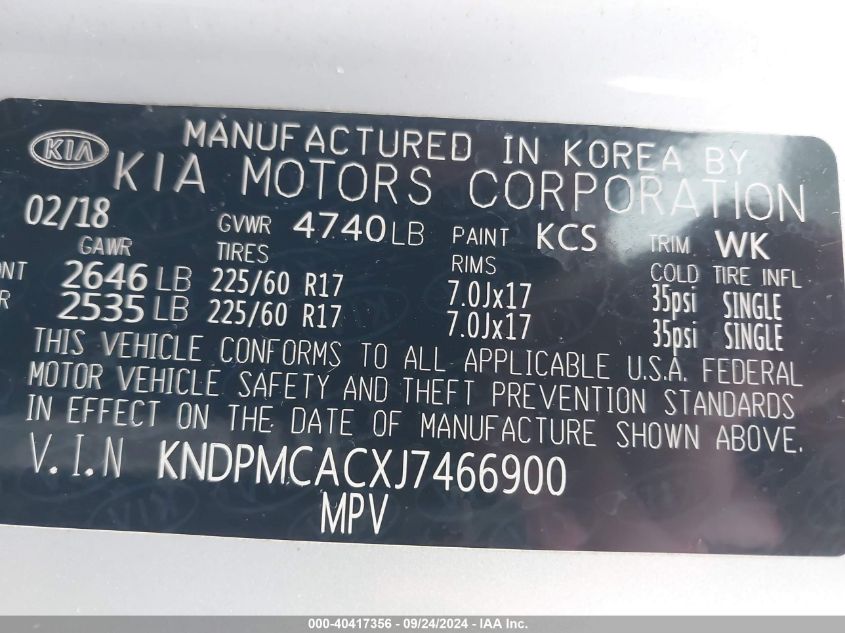 KIA
MANUFACTURED IN KOREA BY
KIA MOTORS CORPORATION
02/18 GVWR 4740LB PAINT KCS TRIM WK
GAWR TIRES RIMS COLD TIRE INFL
2646LB 225/60 R17 7.0Jx17 35psi SINGLE
2535LB 225/60 R17 7.0Jx17 35psi SINGLE
THIS VEHICLE CONFORMS TO ALL APPLICABLE U.S.A. FEDERAL
MOTOR VEHICLE SAFETY AND THEFT PREVENTION STANDARDS
IN EFFECT ON THE DATE OF MANUFACTURE SHOWN ABOVE.
V.I.N KNDPMCACXJ7466900
MPV
000-40417356 - 09/24/2024 - IAA Inc.